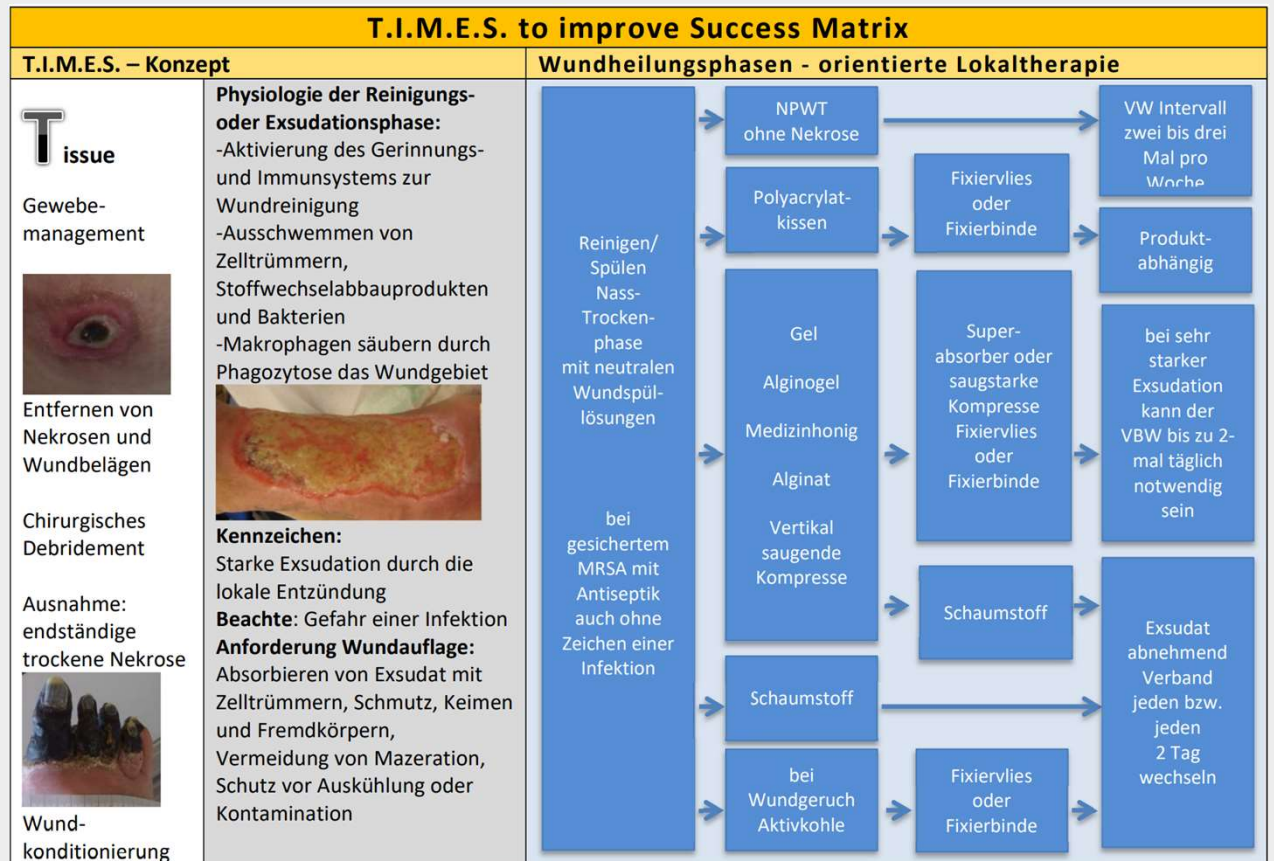 T.I.M.E.S. to improve Success Matrix
T.I.M.E.S. – Konzept
Wundheilungsphasen - orientierte Lokaltherapie
Tissue
Gewebe-
management
Entfernen von
Nekrosen und
Wundbelägen
Chirurgisches
Debridement
Ausnahme:
endständige
trockene Nekrose
Wund-
konditionierung
Physiologie der Reinigungs-
oder Exsudationsphase:
-Aktivierung des Gerinnungs-
und Immunsystems zur
Wundreinigung
-Ausschwemmen von
Zelltrümmern,
Stoffwechselabbauprodukten
und Bakterien
-Makrophagen säubern durch
Phagozytose das Wundgebiet
Kennzeichen:
Starke Exsudation durch die
lokale Entzündung
Beachte: Gefahr einer Infektion
Anforderung Wundauflage:
Absorbieren von Exsudat mit
Zelltrümmern, Schmutz, Keimen
und Fremdkörpern,
Vermeidung von Mazeration,
Schutz vor Auskühlung oder
Kontamination
Reinigen/
Spülen
Nass-
Trocken-
phase
mit neutralen
Wundspül-
lösungen
bei
gesichertem
MRSA mit
Antiseptik
auch ohne
Zeichen einer
Infektion
NPWT
ohne Nekrose
VW Intervall
zwei bis drei
Mal pro
Woche
Polyacrylat-
kissen
Fixiervlies
oder
Fixierbinde
Produkt-
abhängig
Gel
Alginogel
Medizinhonig
Alginat
Vertikal
saugende
Kompresse
Super-
absorber oder
saugstarke
Kompresse
Fixiervlies
oder
Fixierbinde
bei sehr
starker
Exsudation
kann der
VBW bis zu 2-
mal täglich
notwendig
sein
Schaumstoff
Schaumstoff
Exsudat
abnehmend
Verband
jeden bzw.
jeden
2 Tag
wechseln
bei
Wundgeruch
Aktivkohle
Fixiervlies
oder
Fixierbinde